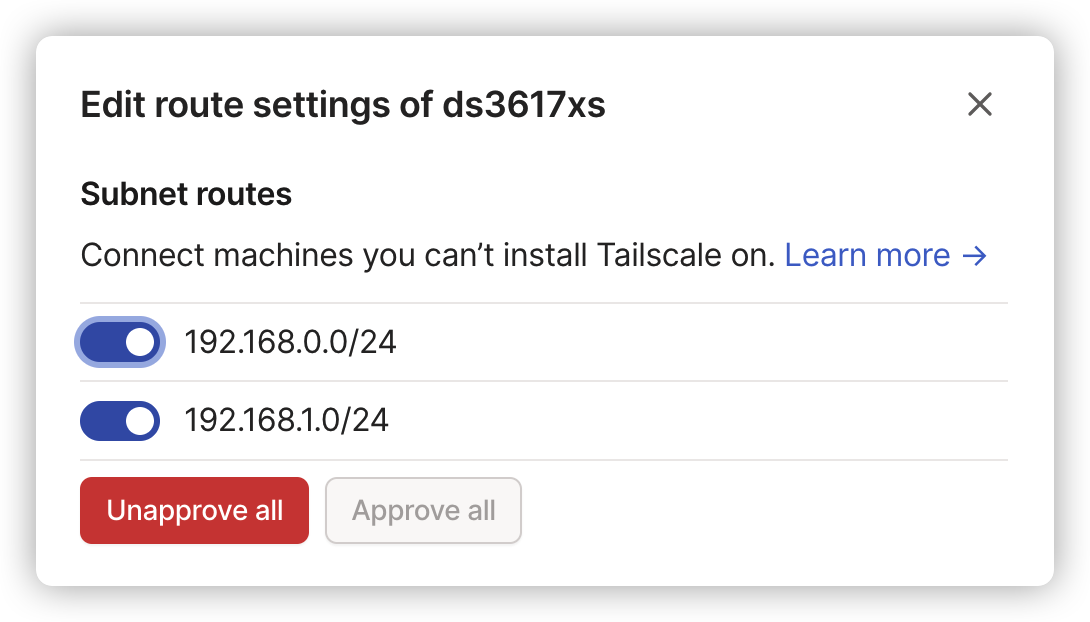 Edit route settings of ds3617xs
Subnet routes
Connect machines you can’t install Tailscale on. Learn more →
192.168.0.0/24
192.168.1.0/24
Unapprove all
Approve all